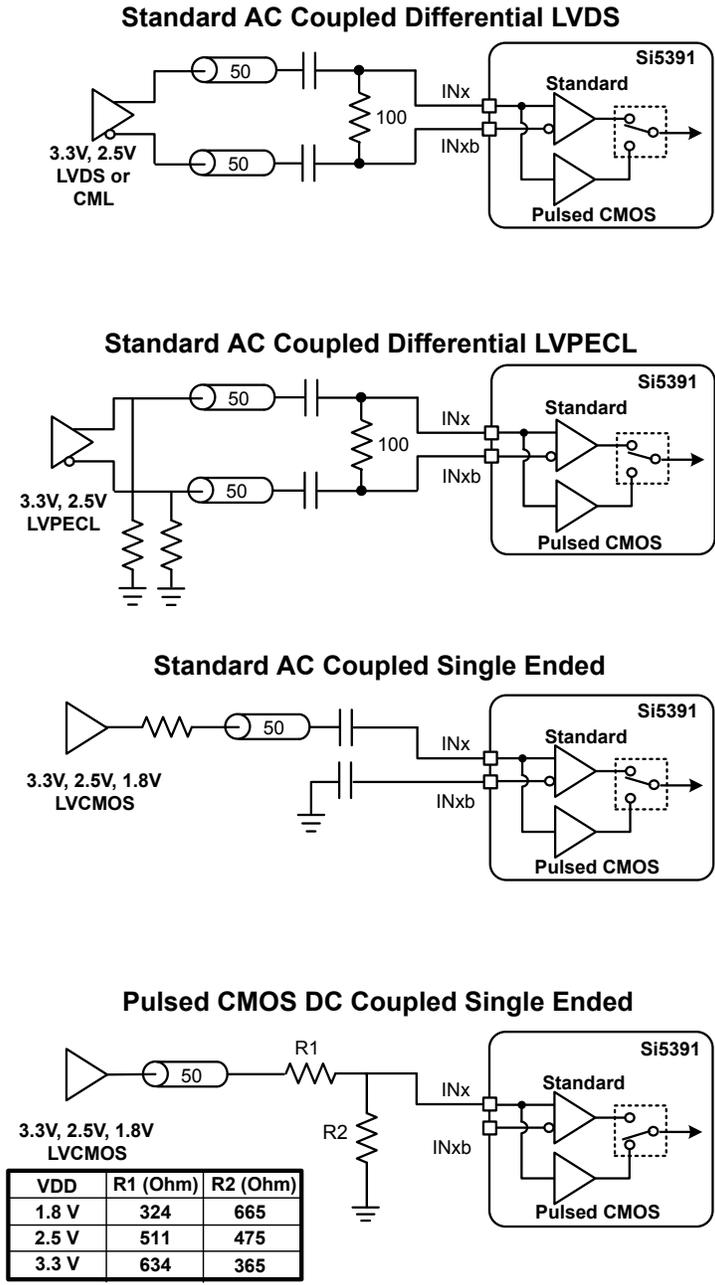 Standard AC Coupled Differential LVDS
Si5391
50
INx
Standard
100
3.3V, 2.5V
LVDS or
CML
50
INxb
Pulsed CMOS
Standard AC Coupled Differential LVPECL
Si5391
50
INx
Standard
100
3.3V, 2.5V
LVPECL
50
INxb
Pulsed CMOS
Standard AC Coupled Single Ended
Si5391
50
INx
Standard
3.3V, 2.5V, 1.8V
LVCMOS
INxb
Pulsed CMOS
Pulsed CMOS DC Coupled Single Ended
Si5391
R1
50
INx
Standard
3.3V, 2.5V, 1.8V
LVCMOS
R2
INxb
Pulsed CMOS
VDD R1 (Ohm) R2 (Ohm)
1.8 V 324 665
2.5 V 511 475
3.3 V 634 365